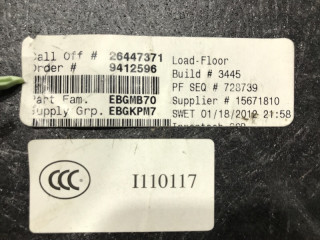 Call Off # 26447371
Order # 9412596
Part Fam. EBGMB70
Supply Grp. EBGKPM7
Load-Floor
Build # 3445
PF SEQ # 728739
Supplier # 15671810
SWET 01/18/2012 21:58
CCC I110117